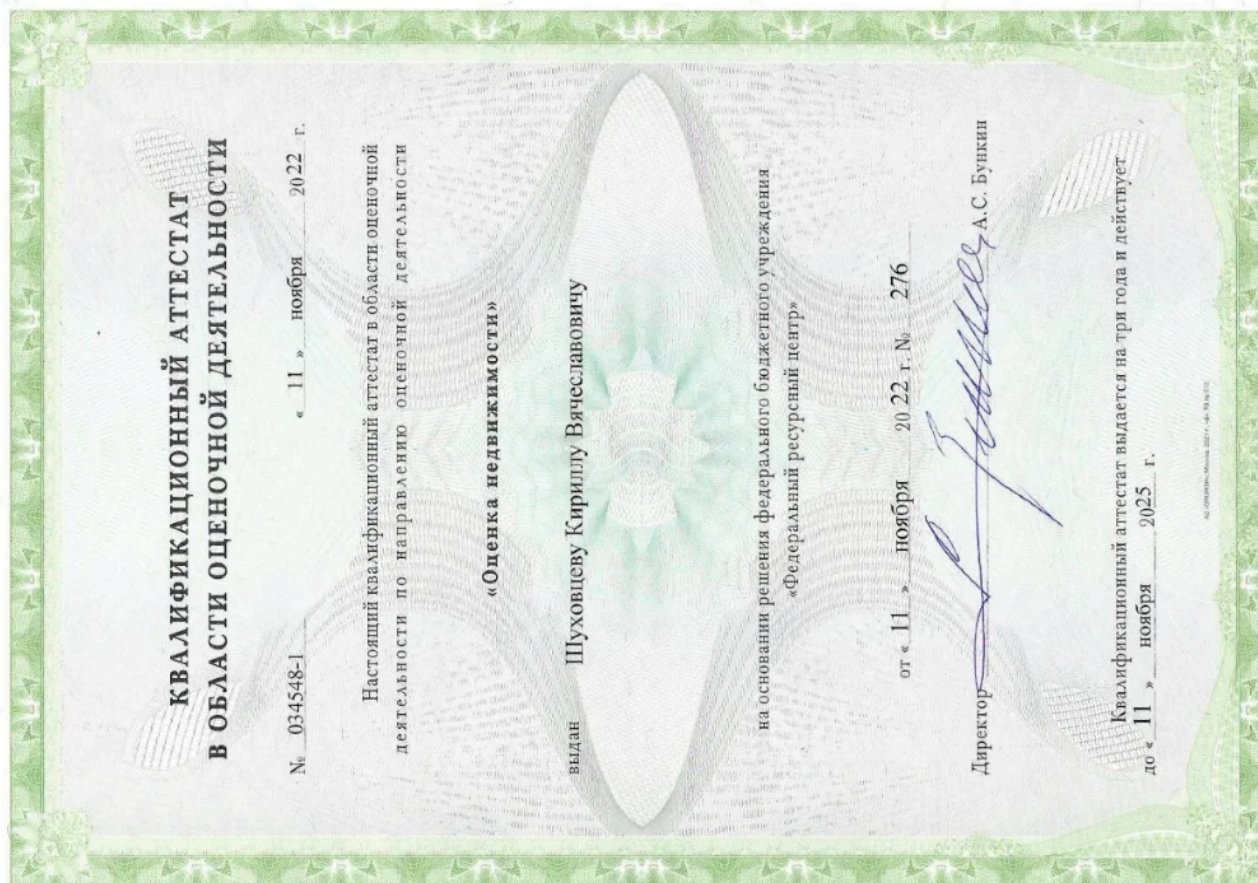 КВАЛИФИКАЦИОННЫЙ АТТЕСТАТ
В ОБЛАСТИ ОЦЕНОЧНОЙ ДЕЯТЕЛЬНОСТИ
№ 034548-1 « 11 » ноября 2022 г.
Настоящий квалификационный аттестат в области оценочной
деятельности по направлению оценочной деятельности
«Оценка недвижимости»
выдан Шуховцеву Кириллу Вячеславовичу
на основании решения федерального бюджетного учреждения
«Федеральный ресурсный центр»
от « 11 » ноября 20 22 г. № 276
Директор А.С. Бункин
Квалификационный аттестат выдается на три года и действует
до « 11 » ноября 2025 г.